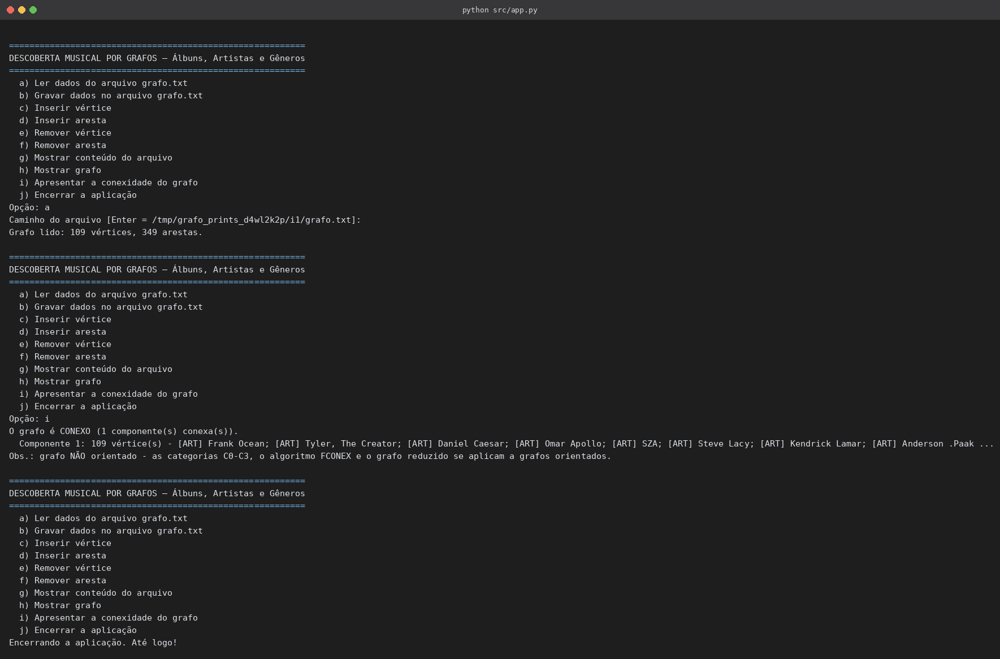 python src/app.py
==========================================================
DESCOBERTA MUSICAL POR GRAFOS — Álbuns, Artistas e Gêneros
==========================================================
  a) Ler dados do arquivo grafo.txt
  b) Gravar dados no arquivo grafo.txt
  c) Inserir vértice
  d) Inserir aresta
  e) Remover vértice
  f) Remover aresta
  g) Mostrar conteúdo do arquivo
  h) Mostrar grafo
  i) Apresentar a conexidade do grafo
  j) Encerrar a aplicação
Opção: a
Caminho do arquivo [Enter = /tmp/grafo_prints_d4wl2k2p/i1/grafo.txt]:
Grafo lido: 109 vértices, 349 arestas.
==========================================================
DESCOBERTA MUSICAL POR GRAFOS — Álbuns, Artistas e Gêneros
==========================================================
  a) Ler dados do arquivo grafo.txt
  b) Gravar dados no arquivo grafo.txt
  c) Inserir vértice
  d) Inserir aresta
  e) Remover vértice
  f) Remover aresta
  g) Mostrar conteúdo do arquivo
  h) Mostrar grafo
  i) Apresentar a conexidade do grafo
  j) Encerrar a aplicação
Opção: i
O grafo é CONEXO (1 componente(s) conexa(s)).
  Componente 1: 109 vértice(s) - [ART] Frank Ocean; [ART] Tyler, The Creator; [ART] Daniel Caesar; [ART] Omar Apollo; [ART] SZA; [ART] Steve Lacy; [ART] Kendrick Lamar; [ART] Anderson .Paak ...
Obs.: grafo NÃO orientado - as categorias C0-C3, o algoritmo FCONEX e o grafo reduzido se aplicam a grafos orientados.
==========================================================
DESCOBERTA MUSICAL POR GRAFOS — Álbuns, Artistas e Gêneros
==========================================================
  a) Ler dados do arquivo grafo.txt
  b) Gravar dados no arquivo grafo.txt
  c) Inserir vértice
  d) Inserir aresta
  e) Remover vértice
  f) Remover aresta
  g) Mostrar conteúdo do arquivo
  h) Mostrar grafo
  i) Apresentar a conexidade do grafo
  j) Encerrar a aplicação
Encerrando a aplicação. Até logo!